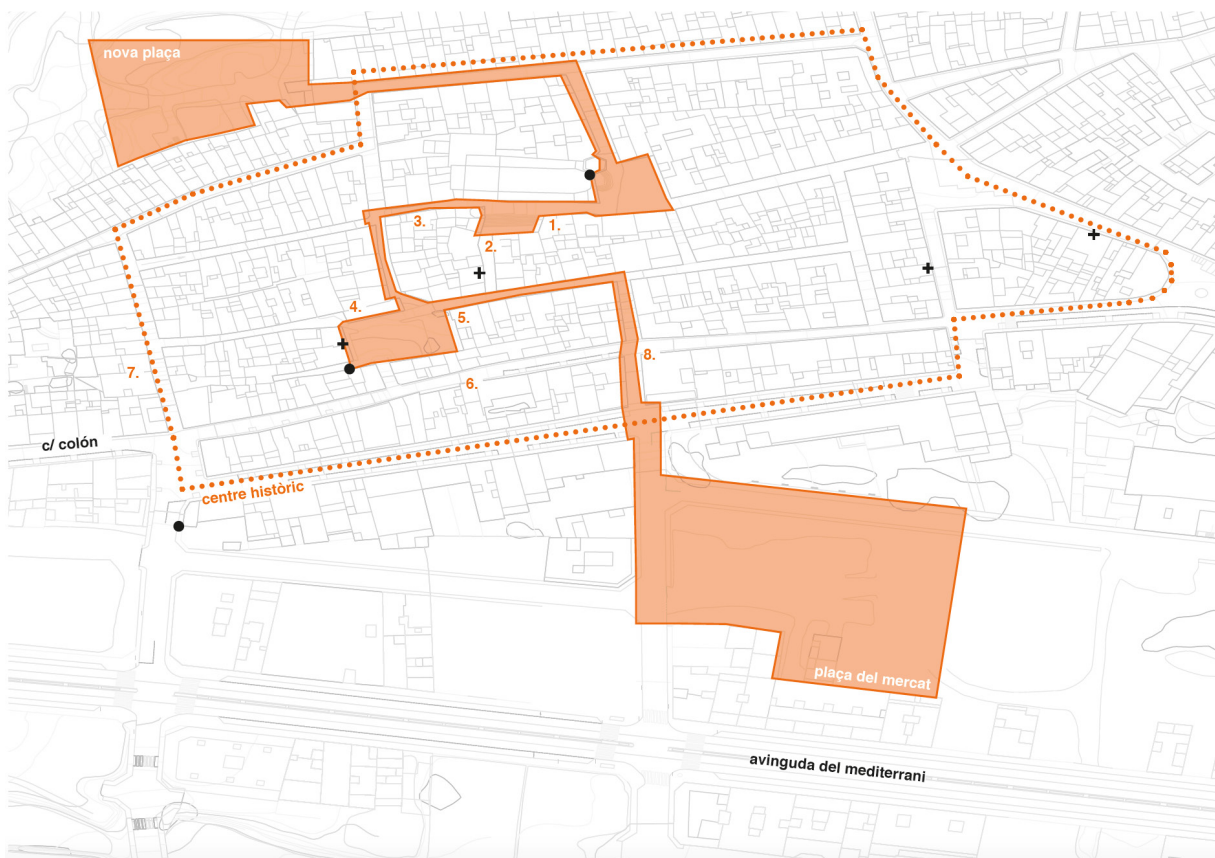 nova plaça
1.
3.
2.
4.
5.
8.
7.
6.
c/ colón
centre històric
plaça del mercat
avinguda del mediterrani